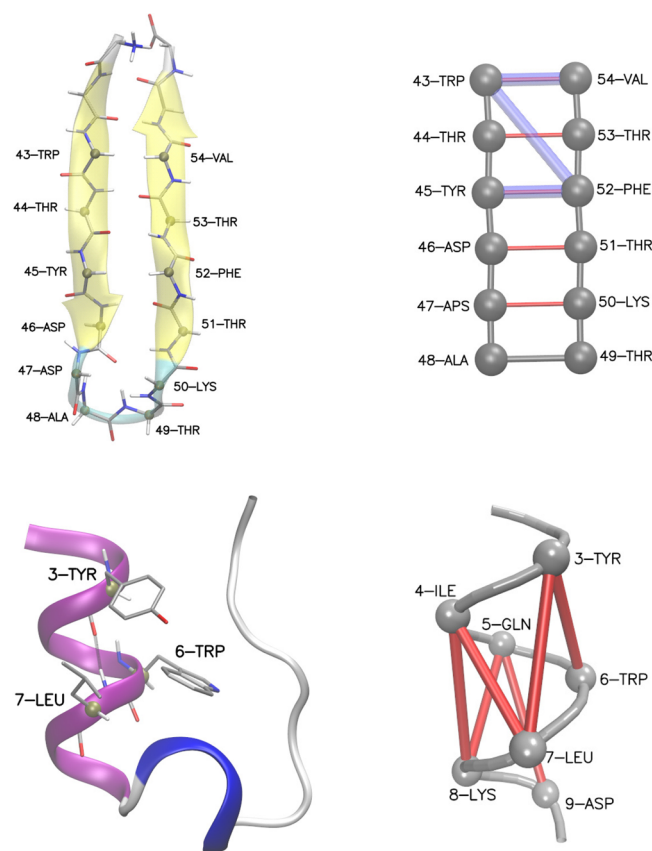 43–TRP
54–VAL
44–THR
53–THR
45–TYR
52–PHE
46–ASP
51–THR
47–ASP
50–LYS
48–ALA
49–THR
43–TRP
54–VAL
44–THR
53–THR
45–TYR
52–PHE
46–ASP
51–THR
47–APS
50–LYS
48–ALA
49–THR
3–TYR
6–TRP
7–LEU
3–TYR
4–ILE
5–GLN
6–TRP
7–LEU
8–LYS
9–ASP